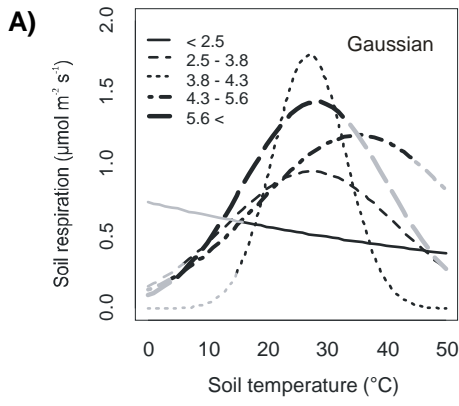 A)
Gaussian
< 2.5
2.5 - 3.8
3.8 - 4.3
4.3 - 5.6
5.6 <
Soil respiration (µmol m⁻² s⁻¹)
0.0 0.5 1.0 1.5 2.0
0 10 20 30 40 50
Soil temperature (°C)